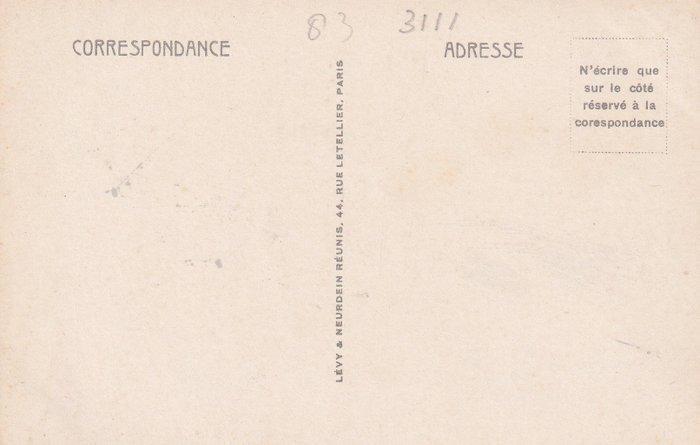 83 3111
CORRESPONDANCE
ADRESSE
N'écrire que
sur le côté
réservé à la
corespondance
LÉVY & NEURDEIN RÉUNIS, 44, RUE LETELLIER, PARIS